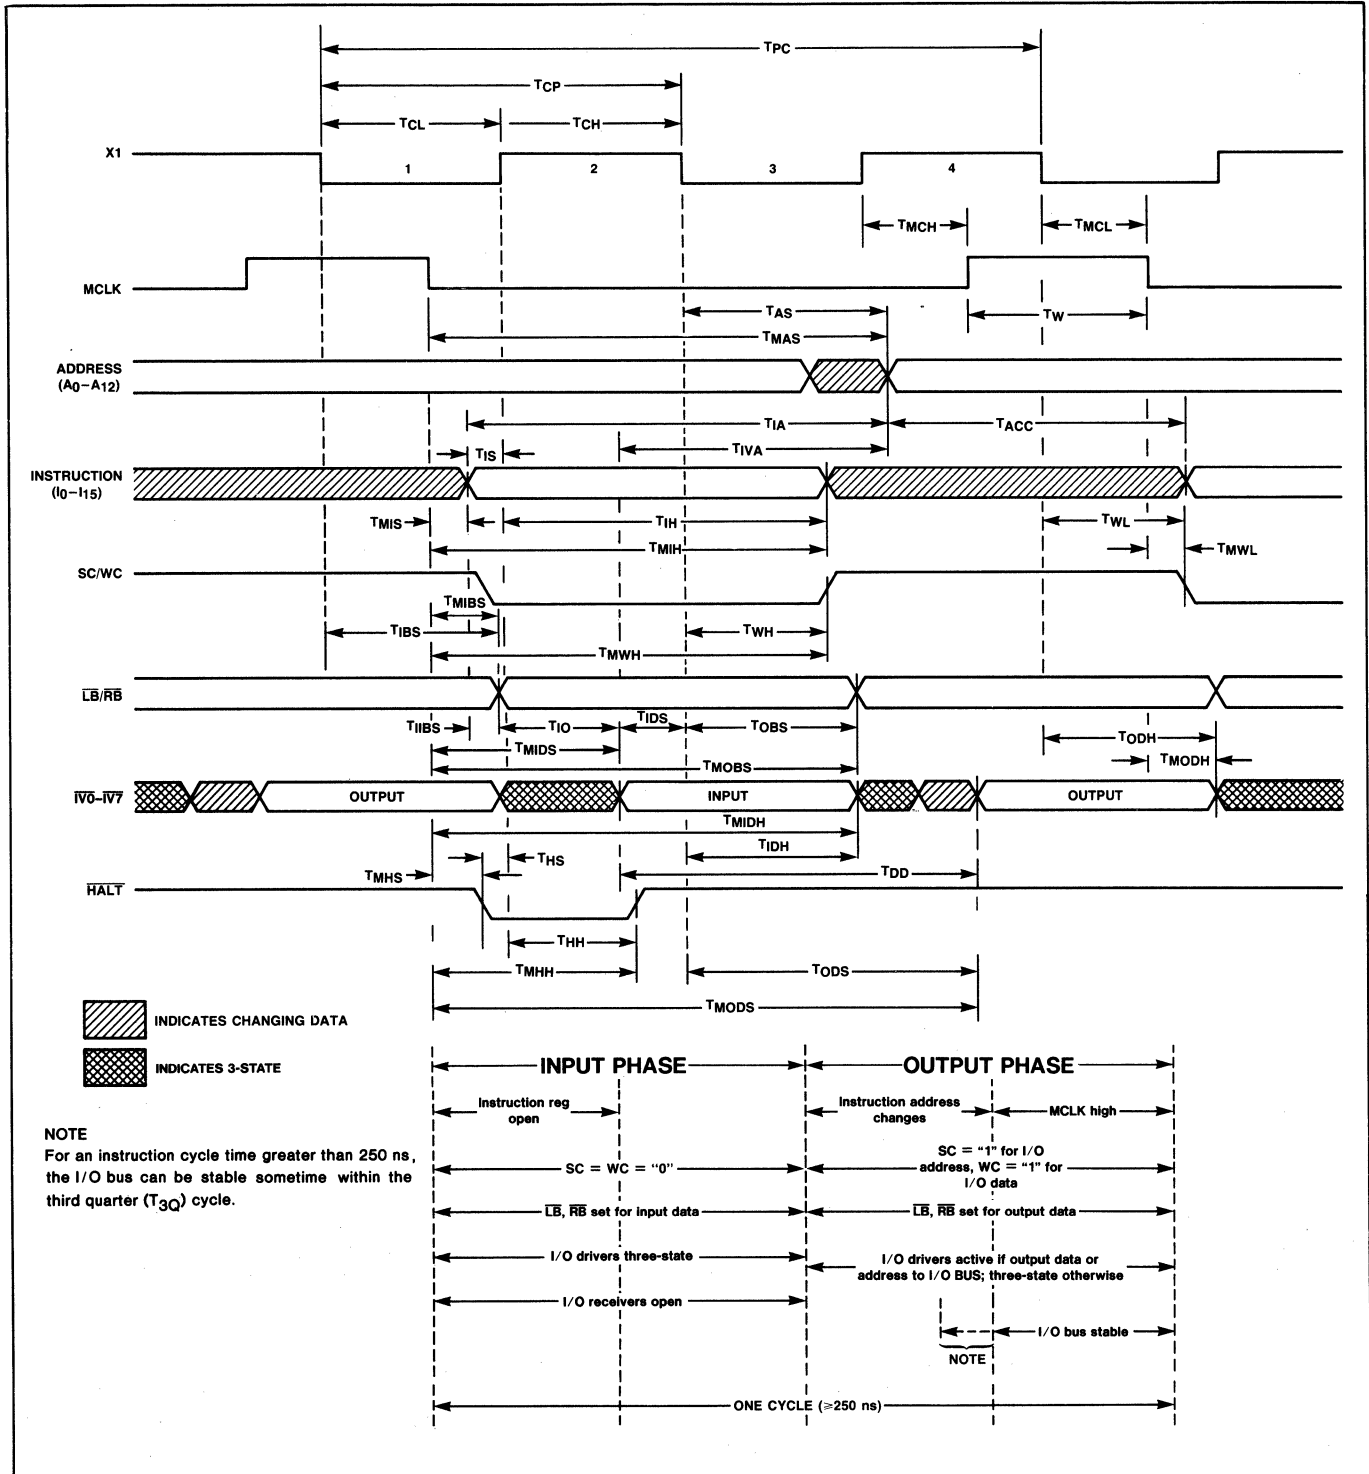 TPC
TCP
TCL TCH
X1 1 2 3 4
TMCH TMCL
MCLK
TAS TW
TMAS
ADDRESS
(A0–A12)
TIA TACC
TIS TIVA
INSTRUCTION
(I0–I15)
TMIS TIH TWL
TMIH TMWL
SC/WC
TMIBS
TIBS TWH
TMWH
LB/RB
TIIBS TIO TIDS TOBS TODH
TMIDS TMODH
TMOBS
IV0–IV7 OUTPUT INPUT OUTPUT
TMIDH
TIDH
THS
TMHS TDD
HALT
THH
TMHH TODS
TMODS
INDICATES CHANGING DATA
INDICATES 3-STATE
NOTE
For an instruction cycle time greater than 250 ns,
the I/O bus can be stable sometime within the
third quarter (T3Q) cycle.
INPUT PHASE OUTPUT PHASE
Instruction reg
open
Instruction address
changes
MCLK high
SC = WC = “0”
SC = “1” for I/O
address, WC = “1” for
I/O data
LB, RB set for input data LB, RB set for output data
I/O drivers three-state
I/O drivers active if output data or
address to I/O BUS; three-state otherwise
I/O receivers open
I/O bus stable
NOTE
ONE CYCLE (≥250 ns)